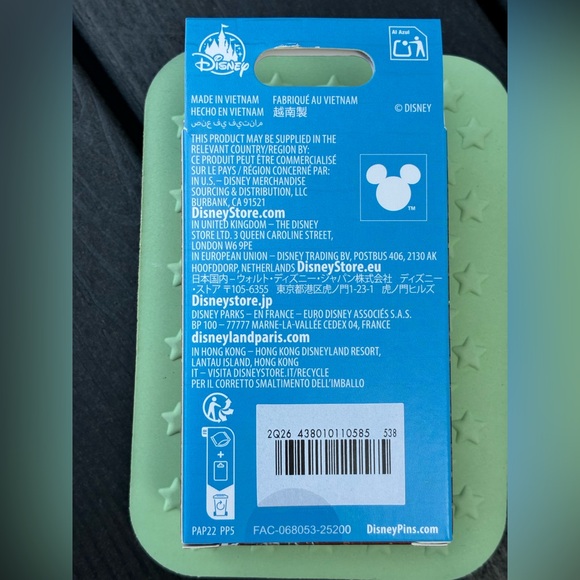 Disney
Al Azul
MADE IN VIETNAM FABRIQUÉ AU VIETNAM
HECHO EN VIETNAM 越南製
صنع في فيتنام
© DISNEY
THIS PRODUCT MAY BE SUPPLIED IN THE
RELEVANT COUNTRY/REGION BY:
CE PRODUIT PEUT ÊTRE COMMERCIALISÉ
SUR LE PAYS / RÉGION CONCERNÉ PAR:
IN U.S. – DISNEY MERCHANDISE
SOURCING & DISTRIBUTION, LLC
BURBANK, CA 91521
DisneyStore.com
TM
IN UNITED KINGDOM – THE DISNEY
STORE LTD. 3 QUEEN CAROLINE STREET,
LONDON W6 9PE
IN EUROPEAN UNION – DISNEY TRADING BV, POSTBUS 406, 2130 AK
HOOFDDORP, NETHERLANDS DisneyStore.eu
日本国内 - ウォルト・ディズニー・ジャパン株式会社 ディズニー
・ストア 〒105-6355 東京都港区虎ノ門1-23-1 虎ノ門ヒルズ
Disneystore.jp
DISNEY PARKS – EN FRANCE – EURO DISNEY ASSOCIÉS S.A.S.
BP 100 – 77777 MARNE-LA-VALLÉE CEDEX 04, FRANCE
disneylandparis.com
IN HONG KONG – HONG KONG DISNEYLAND RESORT,
LANTAU ISLAND, HONG KONG
IT – VISITA DISNEYSTORE.IT/RECYCLE
PER IL CORRETTO SMALTIMENTO DELL'IMBALLO
2Q26 438010110585 538
PAP22 PP5 FAC-068053-25200 DisneyPins.com